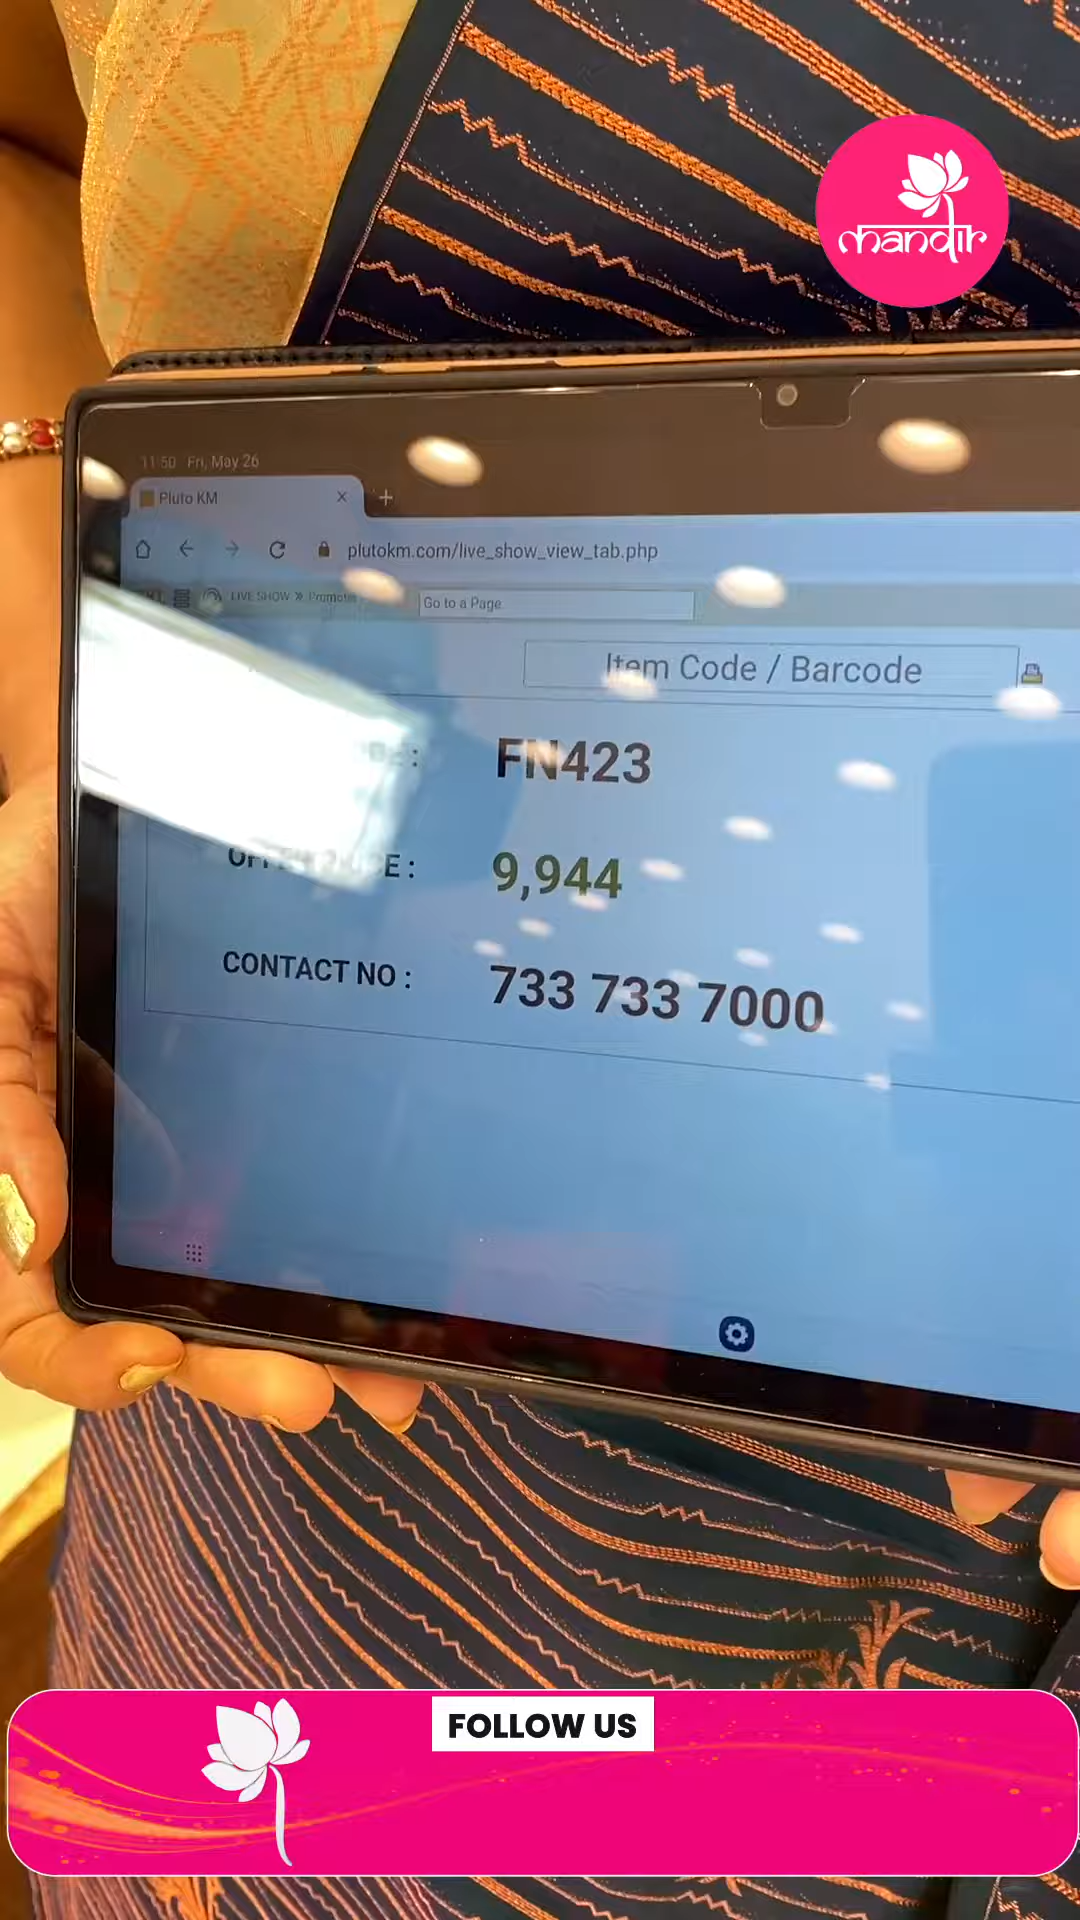 mandir
11:50 Fri, May 26
Pluto KM
plutokm.com/live_show_view_tab.php
LIVE SHOW » Promoter
Go to a Page
Item Code / Barcode
FN423
9,944
CONTACT NO : 733 733 7000
FOLLOW US